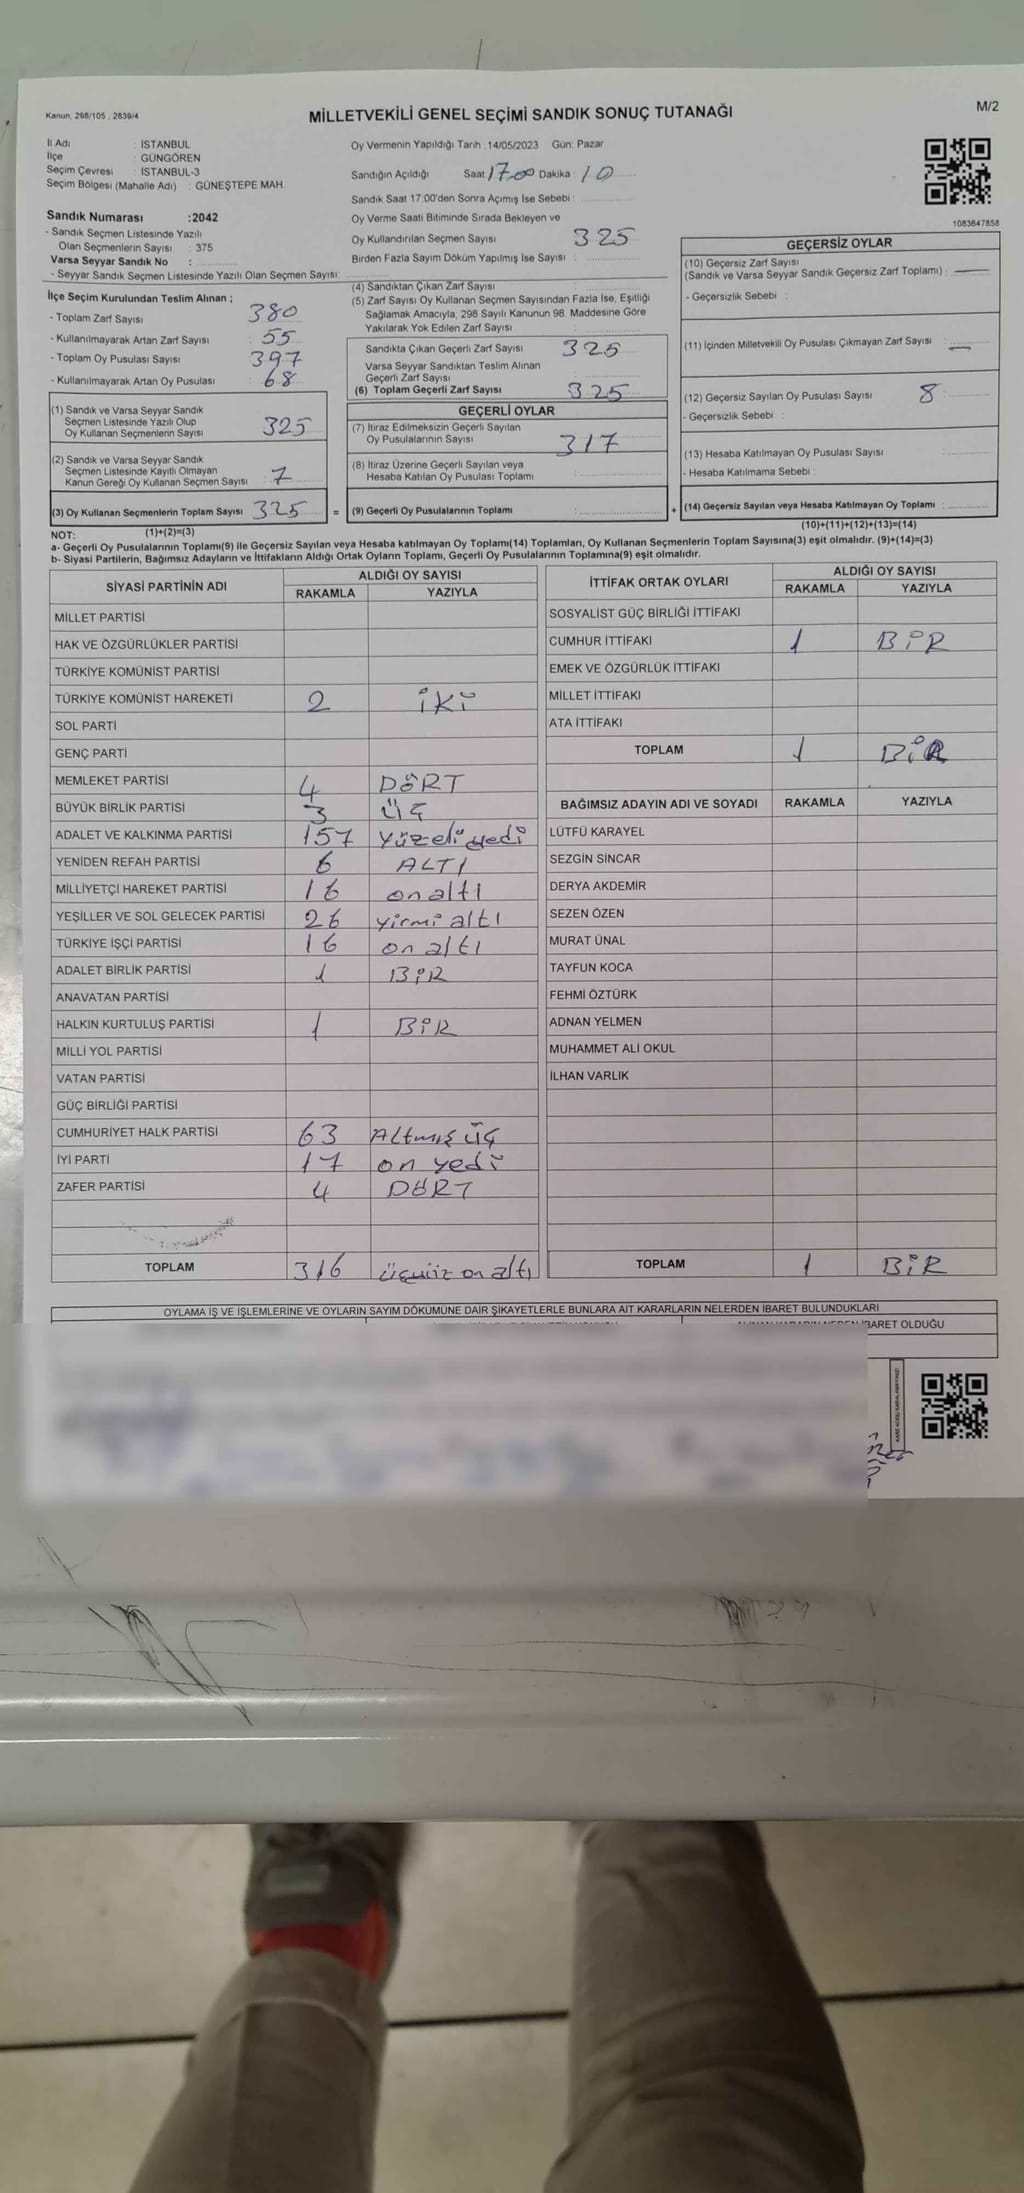 Kanun: 298/105 , 2839/4
MİLLETVEKİLİ GENEL SEÇİMİ SANDIK SONUÇ TUTANAĞI
M/2
İl Adı : İSTANBUL
İlçe : GÜNGÖREN
Seçim Çevresi : İSTANBUL-3
Seçim Bölgesi (Mahalle Adı) : GÜNEŞTEPE MAH.
Sandık Numarası :2042
- Sandık Seçmen Listesinde Yazılı
Olan Seçmenlerin Sayısı : 375
Varsa Seyyar Sandık No :
- Seyyar Sandık Seçmen Listesinde Yazılı Olan Seçmen Sayısı:
İlçe Seçim Kurulundan Teslim Alınan ;
- Toplam Zarf Sayısı : 380
- Kullanılmayarak Artan Zarf Sayısı : 55
- Toplam Oy Pusulası Sayısı : 397
- Kullanılmayarak Artan Oy Pusulası : 68
(1) Sandık ve Varsa Seyyar Sandık
Seçmen Listesinde Yazılı Olup
Oy Kullanan Seçmenlerin Sayısı : 325
(2) Sandık ve Varsa Seyyar Sandık
Seçmen Listesinde Kayıtlı Olmayan
Kanun Gereği Oy Kullanan Seçmen Sayısı : 7
(3) Oy Kullanan Seçmenlerin Toplam Sayısı : 325
(1)+(2)=(3)
Oy Vermenin Yapıldığı Tarih :14/05/2023 Gün: Pazar
Sandığın Açıldığı Saat : 17.00 Dakika : 10
Sandık Saat 17:00'den Sonra Açımış İse Sebebi :
Oy Verme Saati Bitiminde Sırada Bekleyen ve
Oy Kullandırılan Seçmen Sayısı : 325
Birden Fazla Sayım Döküm Yapılmış İse Sayısı :
(4) Sandıktan Çıkan Zarf Sayısı :
(5) Zarf Sayısı Oy Kullanan Seçmen Sayısından Fazla İse, Eşitliği
Sağlamak Amacıyla; 298 Sayılı Kanunun 98. Maddesine Göre
Yakılarak Yok Edilen Zarf Sayısı :
Sandıkta Çıkan Geçerli Zarf Sayısı : 325
Varsa Seyyar Sandıktan Teslim Alınan
Geçerli Zarf Sayısı :
(6) Toplam Geçerli Zarf Sayısı : 325
GEÇERLİ OYLAR
(7) İtiraz Edilmeksizin Geçerli Sayılan
Oy Pusulalarının Sayısı : 317
(8) İtiraz Üzerine Geçerli Sayılan veya
Hesaba Katılan Oy Pusulası Toplamı :
= (9) Geçerli Oy Pusulalarının Toplamı :
1083647858
GEÇERSİZ OYLAR
(10) Geçersiz Zarf Sayısı
(Sandık ve Varsa Seyyar Sandık Geçersiz Zarf Toplamı) : —
- Geçersizlik Sebebi :
(11) İçinden Milletvekili Oy Pusulası Çıkmayan Zarf Sayısı : —
(12) Geçersiz Sayılan Oy Pusulası Sayısı : 8
- Geçersizlik Sebebi :
(13) Hesaba Katılmayan Oy Pusulası Sayısı :
- Hesaba Katılmama Sebebi :
+ (14) Geçersiz Sayılan veya Hesaba Katılmayan Oy Toplamı :
(10)+(11)+(12)+(13)=(14)
NOT:
a- Geçerli Oy Pusulalarının Toplamı(9) ile Geçersiz Sayılan veya Hesaba katılmayan Oy Toplamı(14) Toplamları, Oy Kullanan Seçmenlerin Toplam Sayısına(3) eşit olmalıdır. (9)+(14)=(3)
b- Siyasi Partilerin, Bağımsız Adayların ve İttifakların Aldığı Ortak Oyların Toplamı, Geçerli Oy Pusulalarının Toplamına(9) eşit olmalıdır.
SİYASİ PARTİNİN ADI ALDIĞI OY SAYISI
RAKAMLA YAZIYLA
MİLLET PARTİSİ
HAK VE ÖZGÜRLÜKLER PARTİSİ
TÜRKİYE KOMÜNİST PARTİSİ
TÜRKİYE KOMÜNİST HAREKETİ 2 iki
SOL PARTİ
GENÇ PARTİ
MEMLEKET PARTİSİ 4 DÖRT
BÜYÜK BİRLİK PARTİSİ 3 üç
ADALET VE KALKINMA PARTİSİ 157 yüzelli yedi
YENİDEN REFAH PARTİSİ 6 ALTI
MİLLİYETÇİ HAREKET PARTİSİ 16 on altı
YEŞİLLER VE SOL GELECEK PARTİSİ 26 yirmi altı
TÜRKİYE İŞÇİ PARTİSİ 16 on altı
ADALET BİRLİK PARTİSİ 1 BİR
ANAVATAN PARTİSİ
HALKIN KURTULUŞ PARTİSİ 1 BİR
MİLLİ YOL PARTİSİ
VATAN PARTİSİ
GÜÇ BİRLİĞİ PARTİSİ
CUMHURİYET HALK PARTİSİ 63 Altmış üç
İYİ PARTİ 17 on yedi
ZAFER PARTİSİ 4 DÖRT
TOPLAM 316 üçyüz on altı
İTTİFAK ORTAK OYLARI ALDIĞI OY SAYISI
RAKAMLA YAZIYLA
SOSYALİST GÜÇ BİRLİĞİ İTTİFAKI
CUMHUR İTTİFAKI 1 BİR
EMEK VE ÖZGÜRLÜK İTTİFAKI
MİLLET İTTİFAKI
ATA İTTİFAKI
TOPLAM 1 BİR
BAĞIMSIZ ADAYIN ADI VE SOYADI RAKAMLA YAZIYLA
LÜTFÜ KARAYEL
SEZGİN SİNCAR
DERYA AKDEMİR
SEZEN ÖZEN
MURAT ÜNAL
TAYFUN KOCA
FEHMİ ÖZTÜRK
ADNAN YELMEN
MUHAMMET ALİ OKUL
İLHAN VARLIK
TOPLAM 1 BİR
OYLAMA İŞ VE İŞLEMLERİNE VE OYLARIN SAYIM DÖKÜMÜNE DAİR ŞİKAYETLERLE BUNLARA AİT KARARLARIN NELERDEN İBARET BULUNDUKLARI
İBARET OLDUĞU